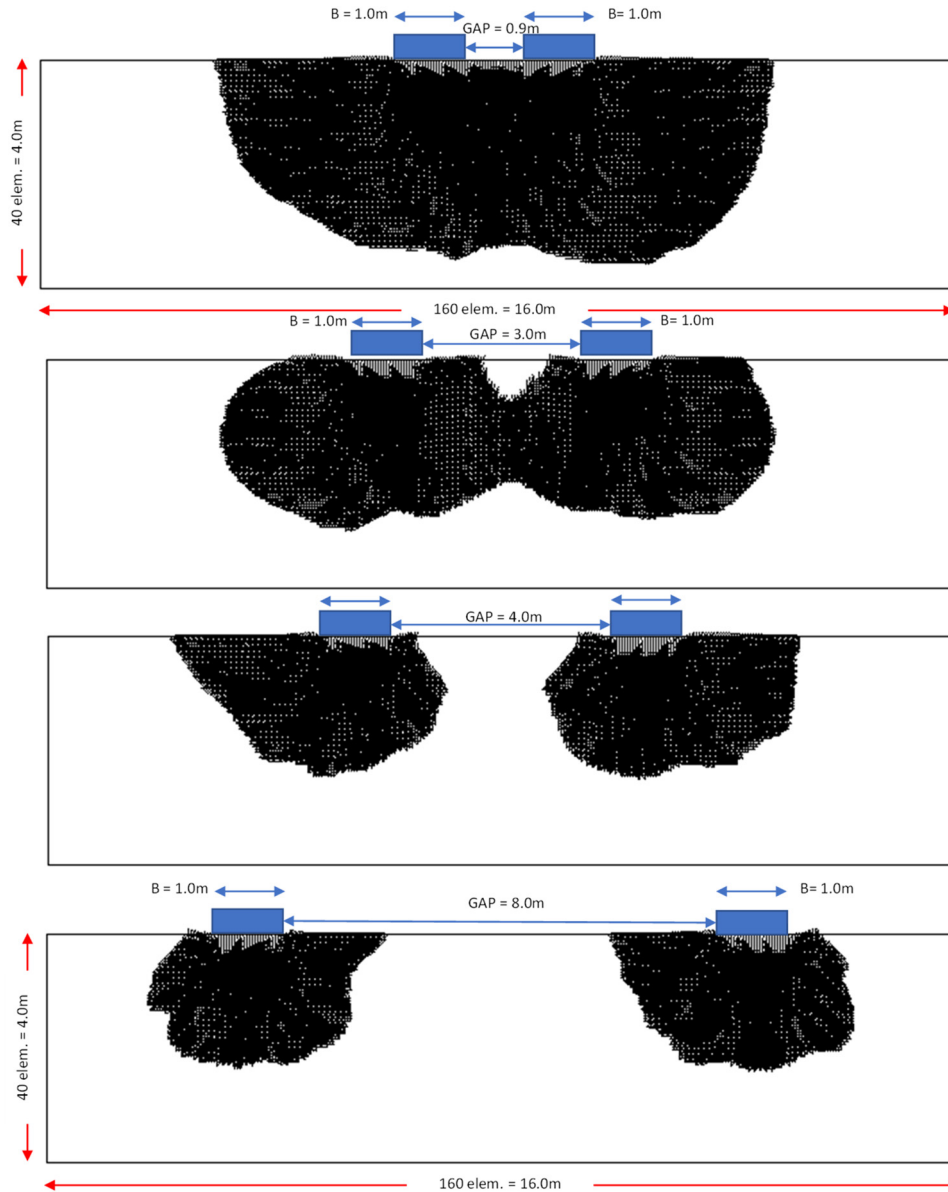 B = 1.0m
B= 1.0m
GAP = 0.9m
40 elem. = 4.0m
160 elem. = 16.0m
B = 1.0m
B= 1.0m
GAP = 3.0m
GAP = 4.0m
B = 1.0m
B= 1.0m
GAP = 8.0m
40 elem. = 4.0m
160 elem. = 16.0m